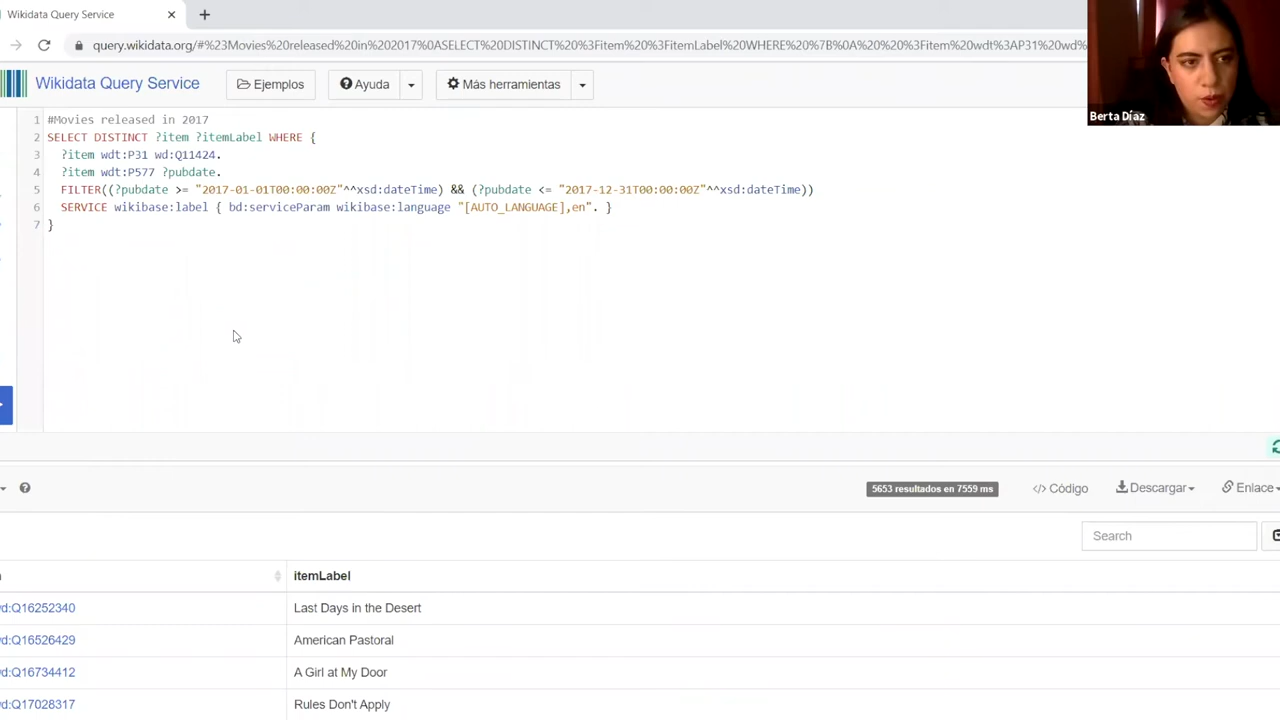 Wikidata Query Service
query.wikidata.org/#%23Movies%20released%20in%202017%0ASELECT%20DISTINCT%20%3Fitem%20%3FitemLabel%20WHERE%20%7B%0A%20%20%3Fitem%20wdt%3AP31%20wd%
Wikidata Query Service
Ejemplos
Ayuda
Más herramientas
Berta Díaz
1 #Movies released in 2017
2 SELECT DISTINCT ?item ?itemLabel WHERE {
3 ?item wdt:P31 wd:Q11424.
4 ?item wdt:P577 ?pubdate.
5 FILTER((?pubdate >= "2017-01-01T00:00:00Z"^^xsd:dateTime) && (?pubdate <= "2017-12-31T00:00:00Z"^^xsd:dateTime))
6 SERVICE wikibase:label { bd:serviceParam wikibase:language "[AUTO_LANGUAGE],en". }
7 }
5653 resultados en 7559 ms
</> Código
Descargar
Enlace
Search
itemLabel
d:Q16252340 Last Days in the Desert
d:Q16526429 American Pastoral
d:Q16734412 A Girl at My Door
d:Q17028317 Rules Don't Apply